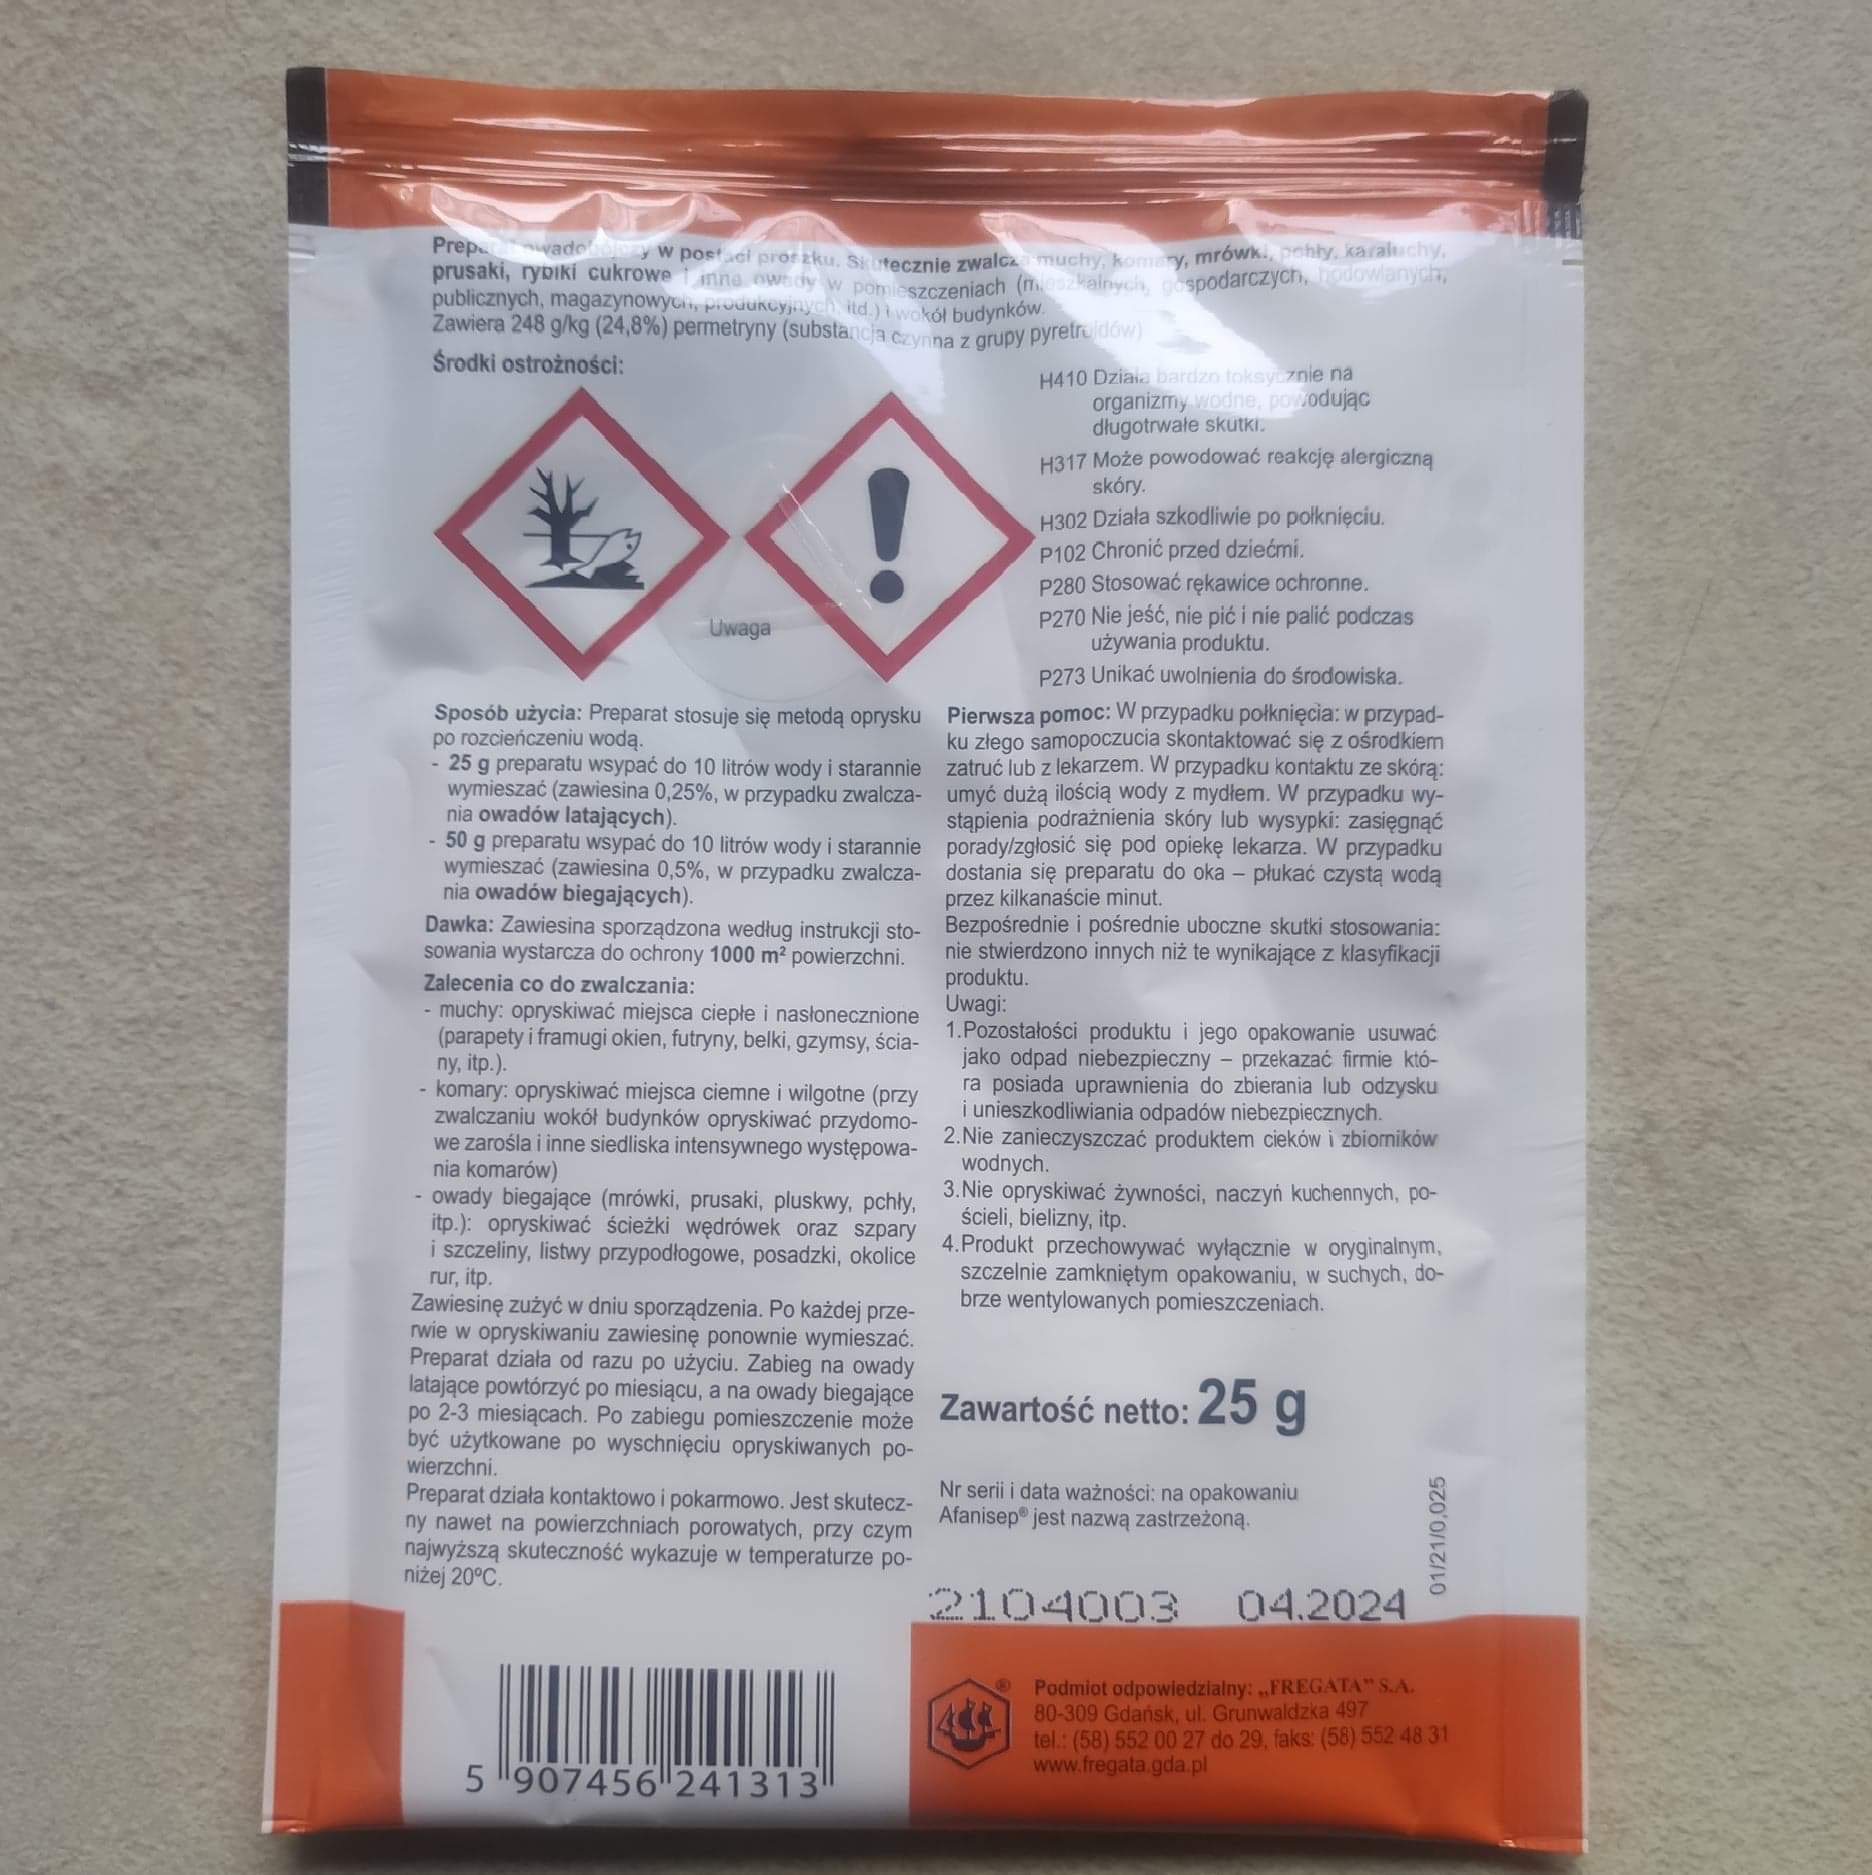 Preparat owadobójczy w postaci proszku. Skutecznie zwalcza muchy, komary, mrówki, pchły, karaluchy,
prusaki, rybiki cukrowe i inne owady w pomieszczeniach (mieszkalnych, gospodarczych, hodowlanych,
publicznych, magazynowych, produkcyjnych itd.) i wokół budynków.
Zawiera 248 g/kg (24,8%) permetryny (substancja czynna z grupy pyretroidów)
Środki ostrożności:
Uwaga
H410 Działa bardzo toksycznie na
organizmy wodne, powodując
długotrwałe skutki.
H317 Może powodować reakcję alergiczną
skóry.
H302 Działa szkodliwie po połknięciu.
P102 Chronić przed dziećmi.
P280 Stosować rękawice ochronne.
P270 Nie jeść, nie pić i nie palić podczas
używania produktu.
P273 Unikać uwolnienia do środowiska.
Sposób użycia: Preparat stosuje się metodą oprysku
po rozcieńczeniu wodą.
- 25 g preparatu wsypać do 10 litrów wody i starannie
wymieszać (zawiesina 0,25%, w przypadku zwalcza-
nia owadów latających).
- 50 g preparatu wsypać do 10 litrów wody i starannie
wymieszać (zawiesina 0,5%, w przypadku zwalcza-
nia owadów biegających).
Dawka: Zawiesina sporządzona według instrukcji sto-
sowania wystarcza do ochrony 1000 m² powierzchni.
Zalecenia co do zwalczania:
- muchy: opryskiwać miejsca ciepłe i nasłonecznione
(parapety i framugi okien, futryny, belki, gzymsy, ścia-
ny, itp.).
- komary: opryskiwać miejsca ciemne i wilgotne (przy
zwalczaniu wokół budynków opryskiwać przydomo-
we zarośla i inne siedliska intensywnego występowa-
nia komarów)
- owady biegające (mrówki, prusaki, pluskwy, pchły,
itp.): opryskiwać ścieżki wędrówek oraz szpary
i szczeliny, listwy przypodłogowe, posadzki, okolice
rur, itp.
Zawiesinę zużyć w dniu sporządzenia. Po każdej prze-
rwie w opryskiwaniu zawiesinę ponownie wymieszać.
Preparat działa od razu po użyciu. Zabieg na owady
latające powtórzyć po miesiącu, a na owady biegające
po 2-3 miesiącach. Po zabiegu pomieszczenie może
być użytkowane po wyschnięciu opryskiwanych po-
wierzchni.
Preparat działa kontaktowo i pokarmowo. Jest skutecz-
ny nawet na powierzchniach porowatych, przy czym
najwyższą skuteczność wykazuje w temperaturze po-
niżej 20ºC.
Pierwsza pomoc: W przypadku połknięcia: w przypad-
ku złego samopoczucia skontaktować się z ośrodkiem
zatruć lub z lekarzem. W przypadku kontaktu ze skórą:
umyć dużą ilością wody z mydłem. W przypadku wy-
stąpienia podrażnienia skóry lub wysypki: zasięgnąć
porady/zgłosić się pod opiekę lekarza. W przypadku
dostania się preparatu do oka – płukać czystą wodą
przez kilkanaście minut.
Bezpośrednie i pośrednie uboczne skutki stosowania:
nie stwierdzono innych niż te wynikające z klasyfikacji
produktu.
Uwagi:
1.Pozostałości produktu i jego opakowanie usuwać
jako odpad niebezpieczny – przekazać firmie któ-
ra posiada uprawnienia do zbierania lub odzysku
i unieszkodliwiania odpadów niebezpiecznych.
2.Nie zanieczyszczać produktem cieków i zbiorników
wodnych.
3.Nie opryskiwać żywności, naczyń kuchennych, po-
ścieli, bielizny, itp.
4.Produkt przechowywać wyłącznie w oryginalnym,
szczelnie zamkniętym opakowaniu, w suchych, do-
brze wentylowanych pomieszczeniach.
Zawartość netto: 25 g
Nr serii i data ważności: na opakowaniu
Afanisep® jest nazwą zastrzeżoną.
01/21/0,025
2104003 04.2024
5 907456 241313
®
Podmiot odpowiedzialny: „FREGATA” S.A.
80-309 Gdańsk, ul. Grunwaldzka 497
tel.: (58) 552 00 27 do 29, faks: (58) 552 48 31
www.fregata.gda.pl